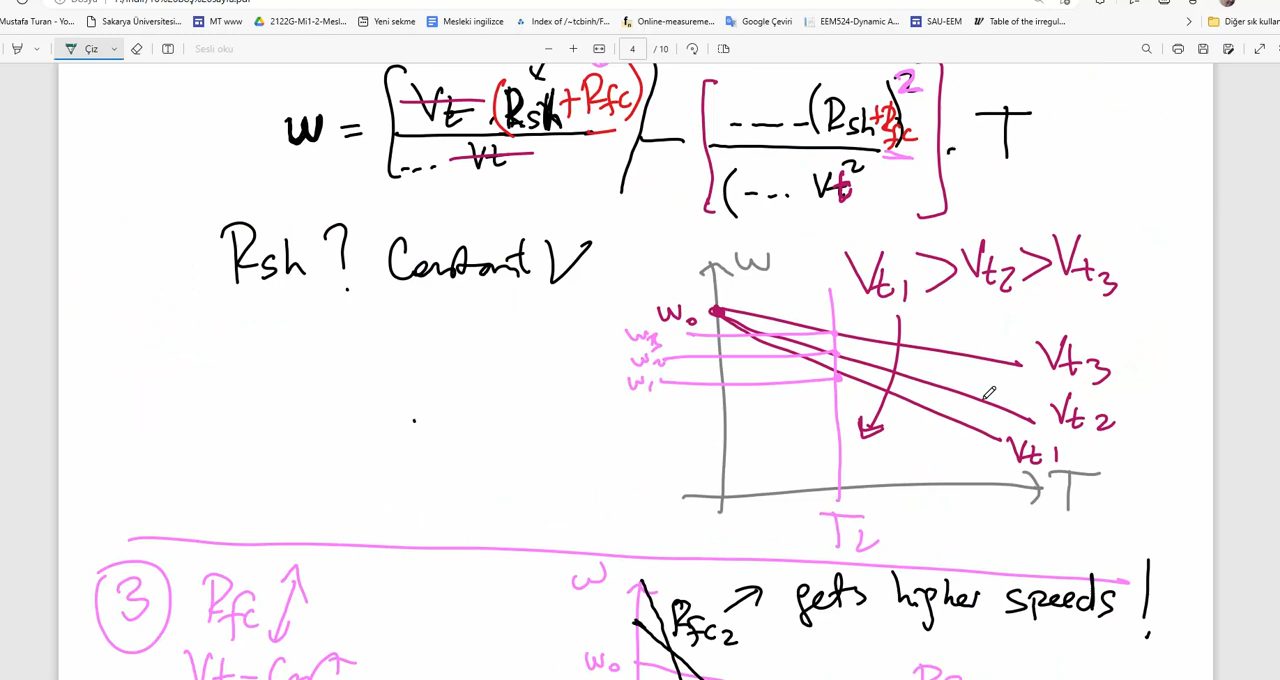 Mustafa Turan
Sakarya Üniversitesi...
MT www
2122G-Mi1-2-Mesl...
Yeni sekme
Mesleki ingilizce
Index of /~tcbinh/F...
Online-measureme...
Google Çeviri
EEM524-Dynamic A...
SAU-EEM
Table of the irregul...
Diğer sık kullan
Çiz
Sesli oku
4 / 10
w = [Vt (Rsh + Rfc) / ... Vt] - [---- (Rsh + Rfc)² / (--- Vt²] . T
Rsh ? Constant
w
Vt1 > Vt2 > Vt3
w0
w3
w2
w1
Vt3
Vt2
Vt1
T
TL
3
Rfc
w
Rfc2
gets higher speeds !
w0